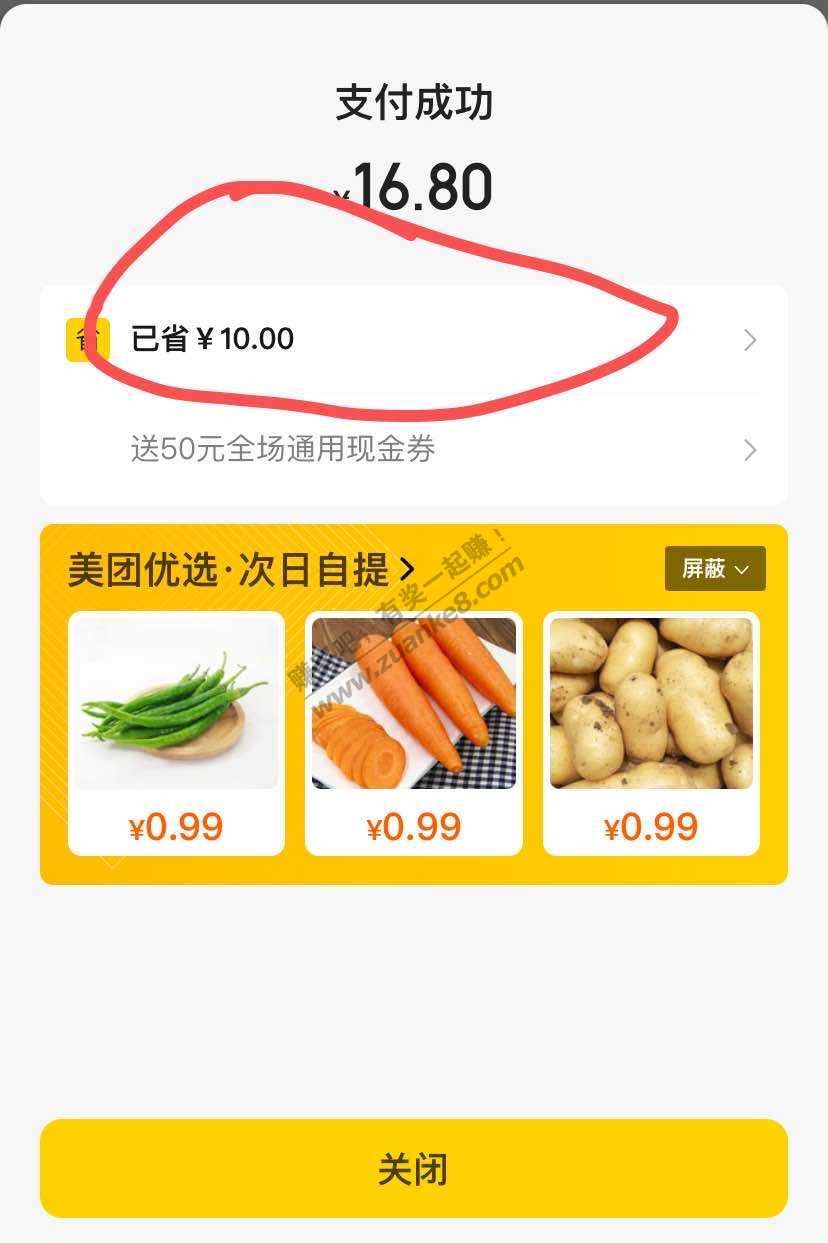 支付成功
¥16.80
省
已省¥10.00
送50元全场通用现金券
美团优选·次日自提
屏蔽
赚客吧,有奖一起赚!
www.zuanke8.com
¥0.99
¥0.99
¥0.99
关闭